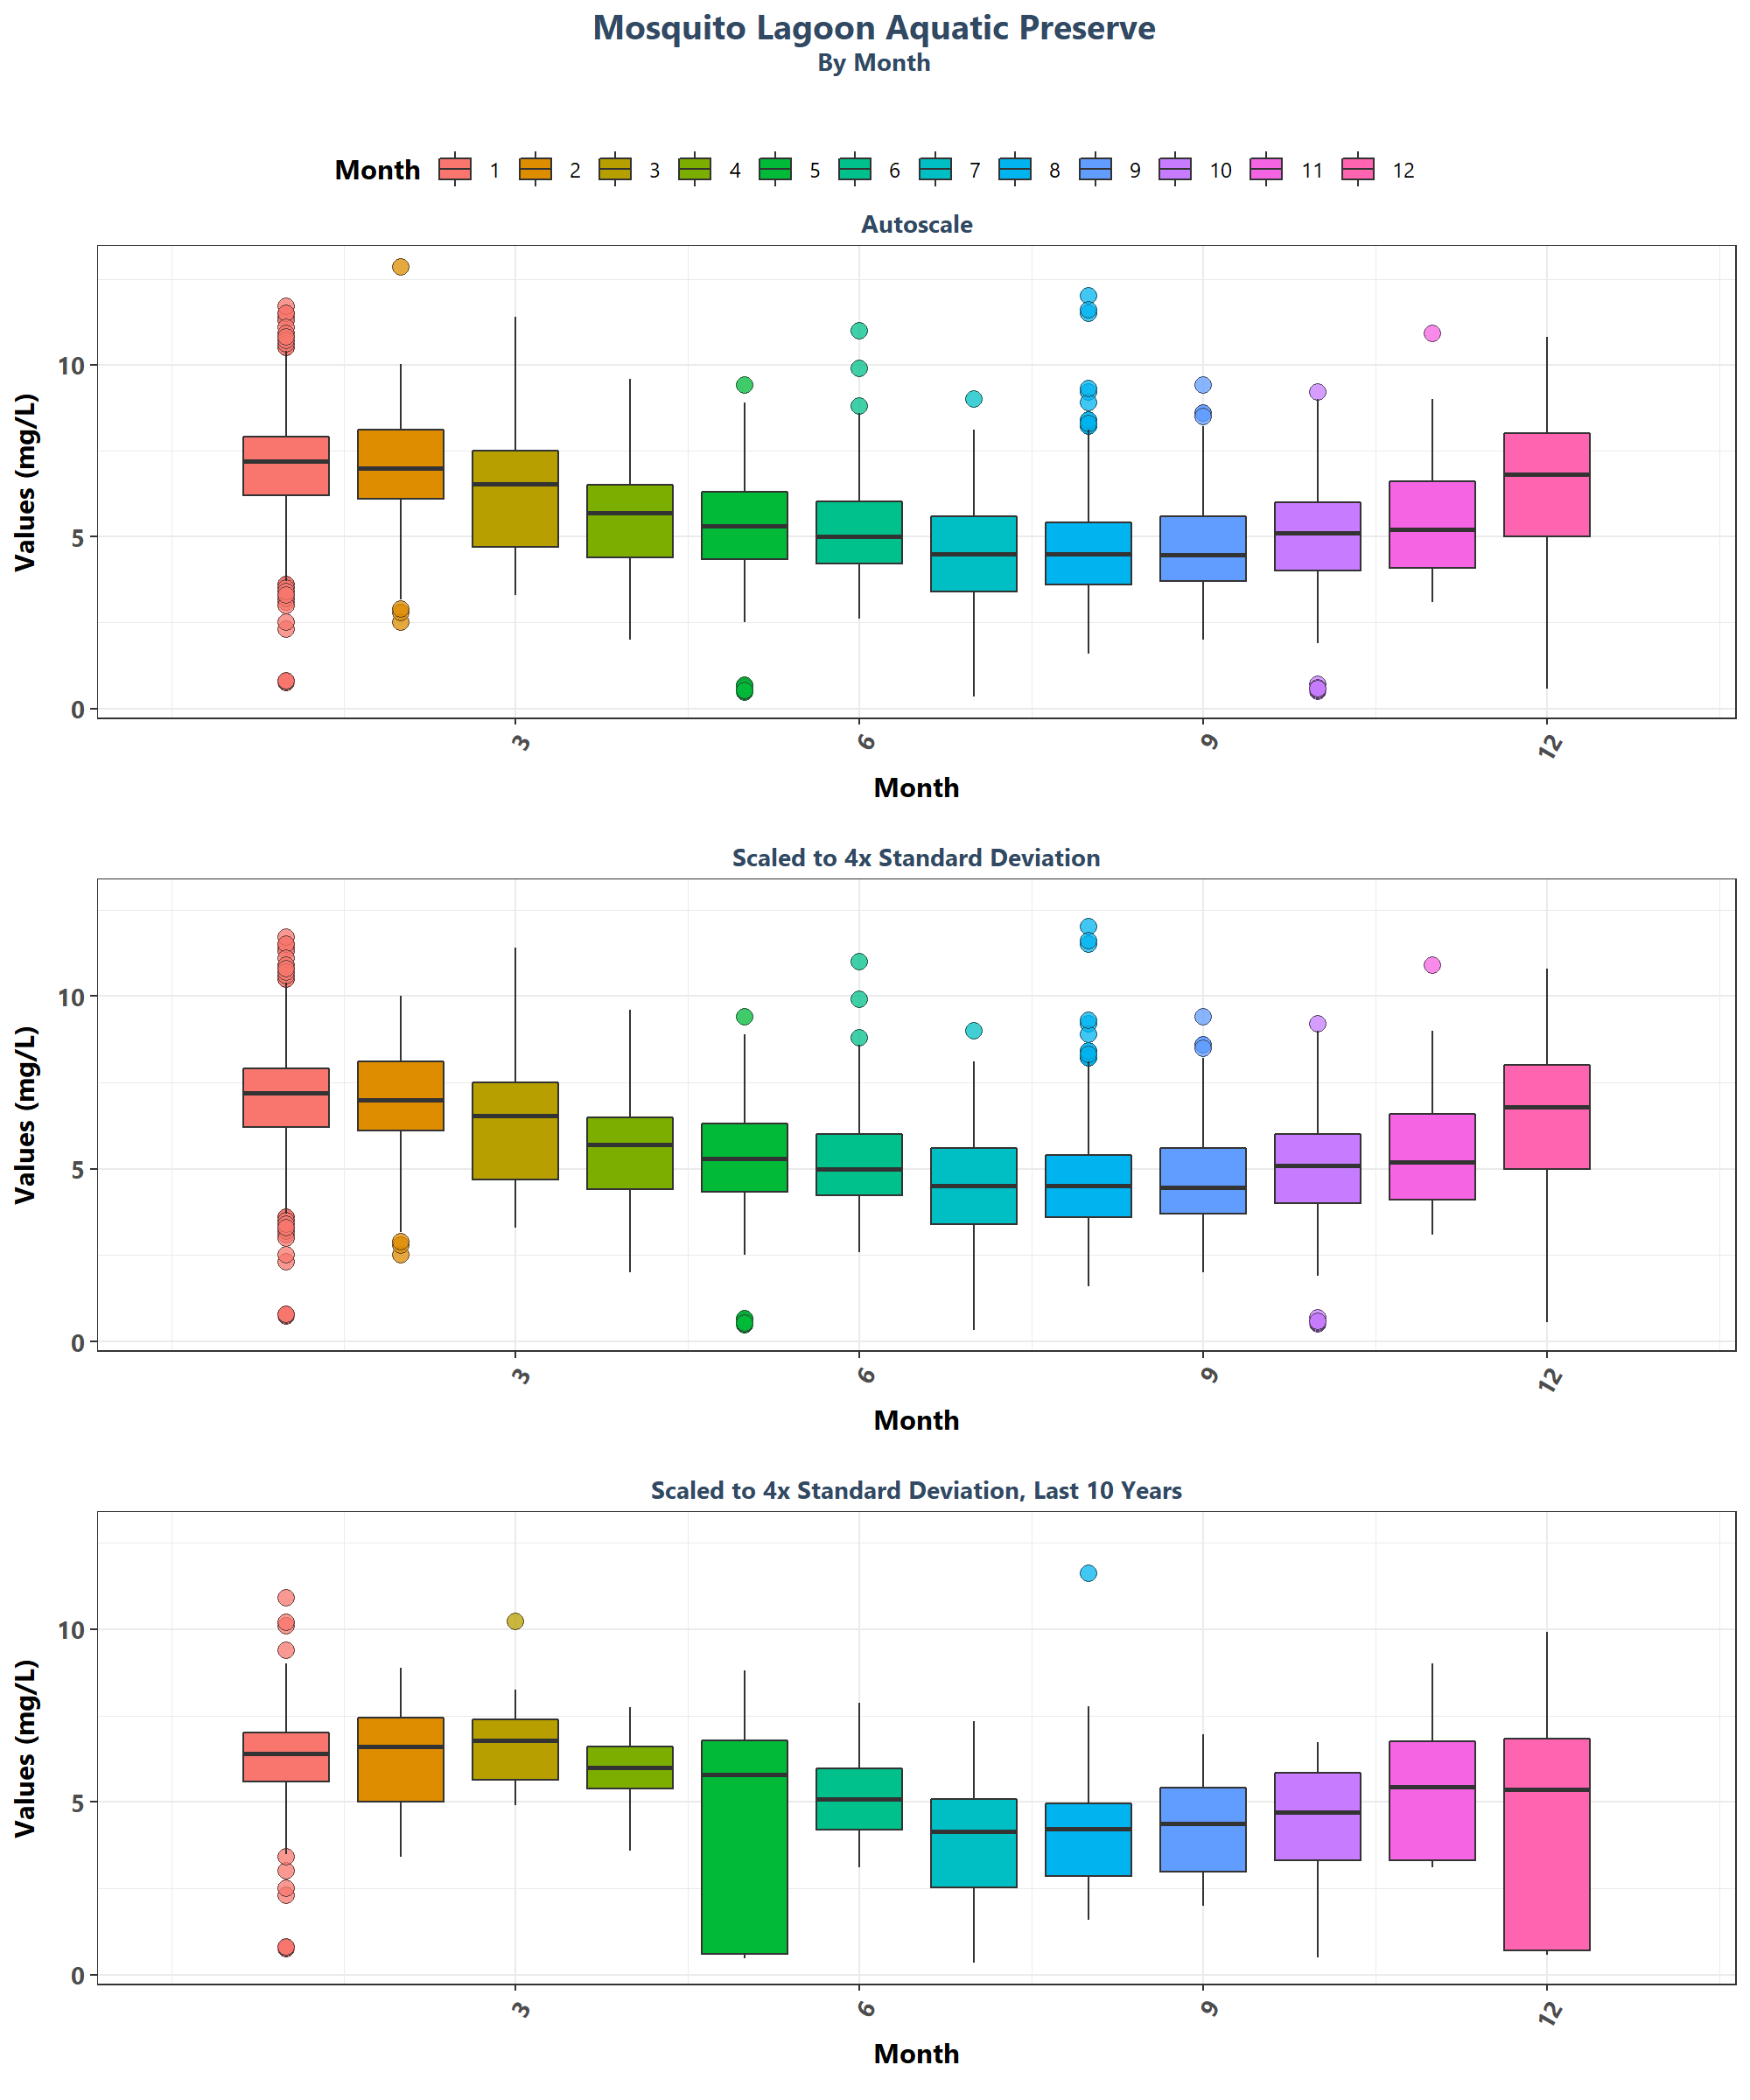 Mosquito Lagoon Aquatic Preserve
By Month
Month 1 2 3 4 5 6 7 8 9 10 11 12
Autoscale
Values (mg/L)
10
5
0
3 6 9 12
Month
Scaled to 4x Standard Deviation
Values (mg/L)
10
5
0
3 6 9 12
Month
Scaled to 4x Standard Deviation, Last 10 Years
Values (mg/L)
10
5
0
3 6 9 12
Month